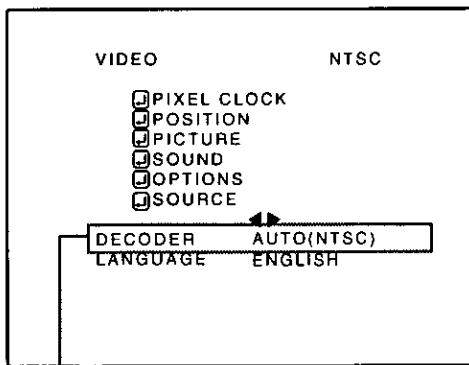 VIDEO NTSC
PIXEL CLOCK
POSITION
PICTURE
SOUND
OPTIONS
SOURCE
DECODER AUTO(NTSC)
LANGUAGE ENGLISH